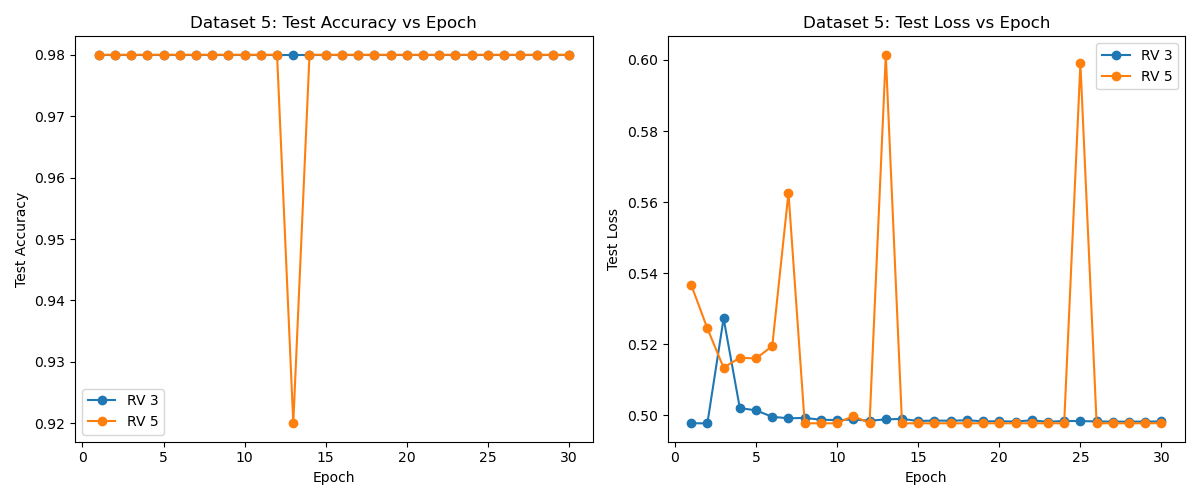 Dataset 5: Test Accuracy vs Epoch
Test Accuracy
0.98
0.97
0.96
0.95
0.94
0.93
0.92
RV 3
RV 5
0 5 10 15 20 25 30
Epoch
Dataset 5: Test Loss vs Epoch
Test Loss
0.60
0.58
0.56
0.54
0.52
0.50
RV 3
RV 5
0 5 10 15 20 25 30
Epoch